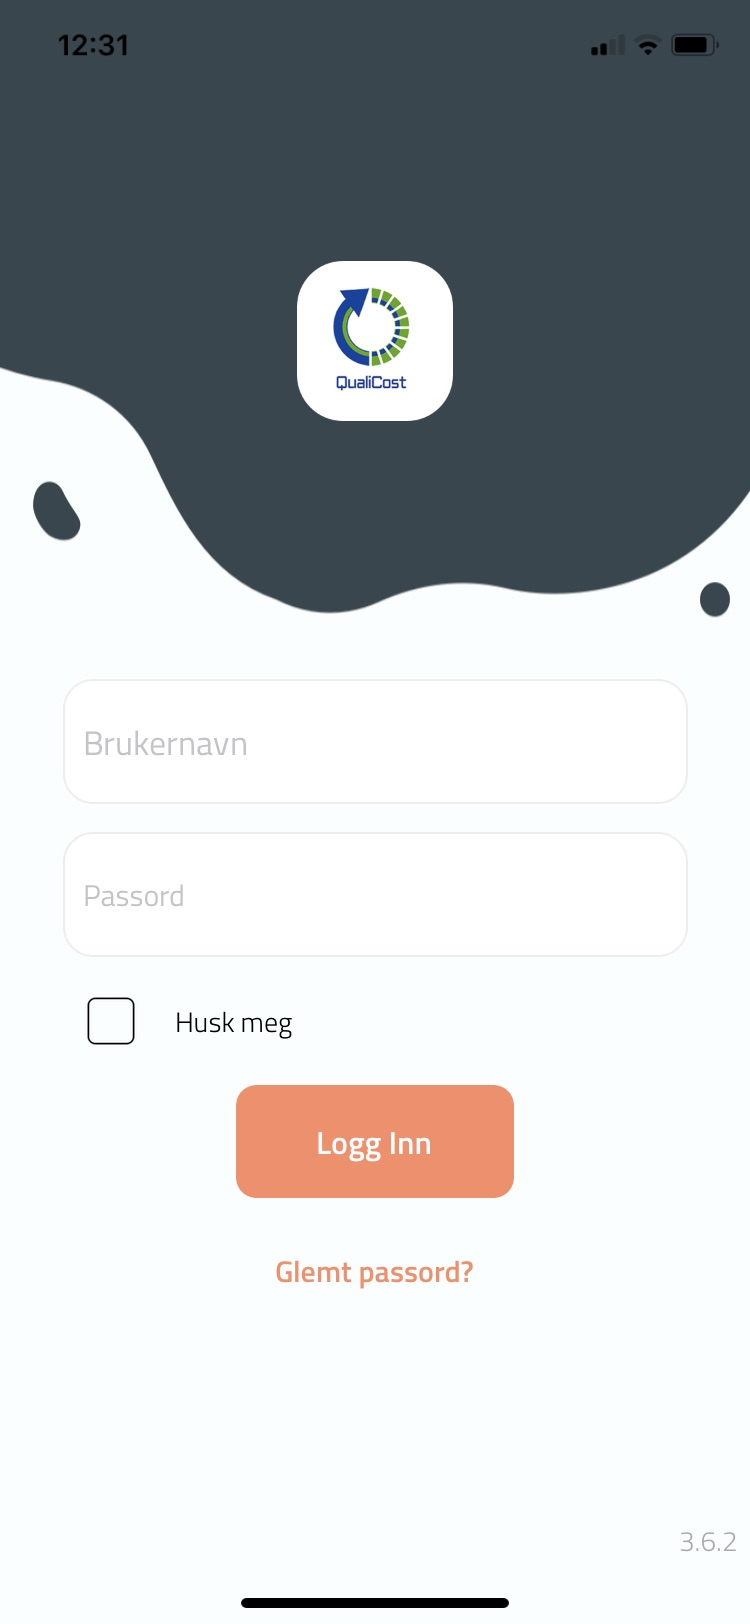 12:31
QualiCost
Brukernavn
Passord
Husk meg
Logg Inn
Glemt passord?
3.6.2